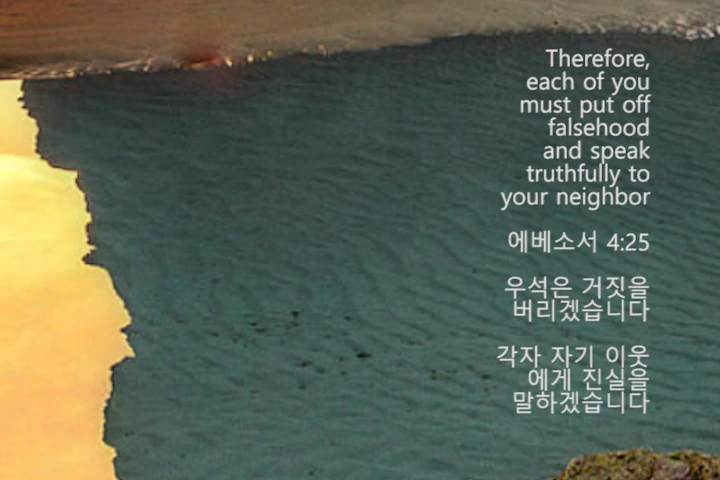 Therefore,
each of you
must put off
falsehood
and speak
truthfully to
your neighbor
에베소서 4:25
우석은 거짓을
버리겠습니다
각자 자기 이웃
에게 진실을
말하겠습니다